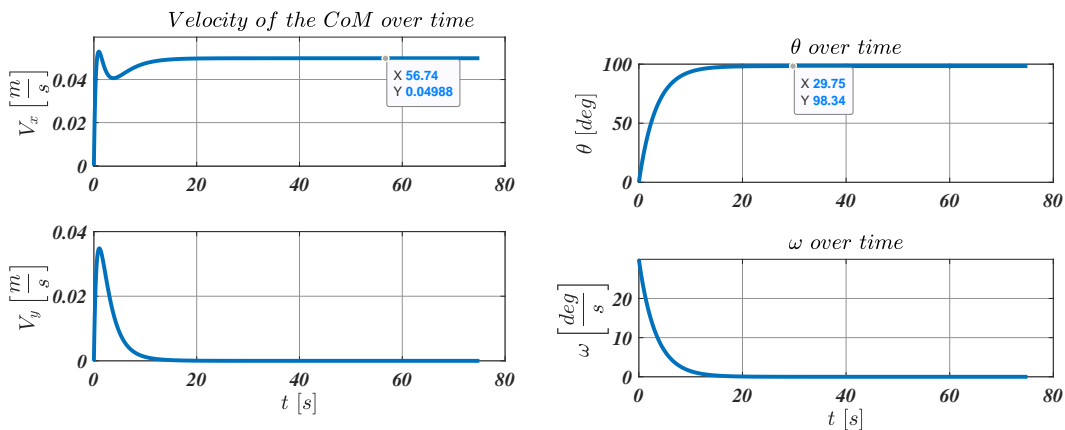 Velocity of the CoM over time
V_x [m/s]
0.04
0.02
0
X 56.74
Y 0.04988
0 20 40 60 80
V_y [m/s]
0.04
0.02
0
0 20 40 60 80
t [s]
θ over time
θ [deg]
100
50
0
X 29.75
Y 98.34
0 20 40 60 80
ω over time
ω [deg/s]
20
10
0
0 20 40 60 80
t [s]